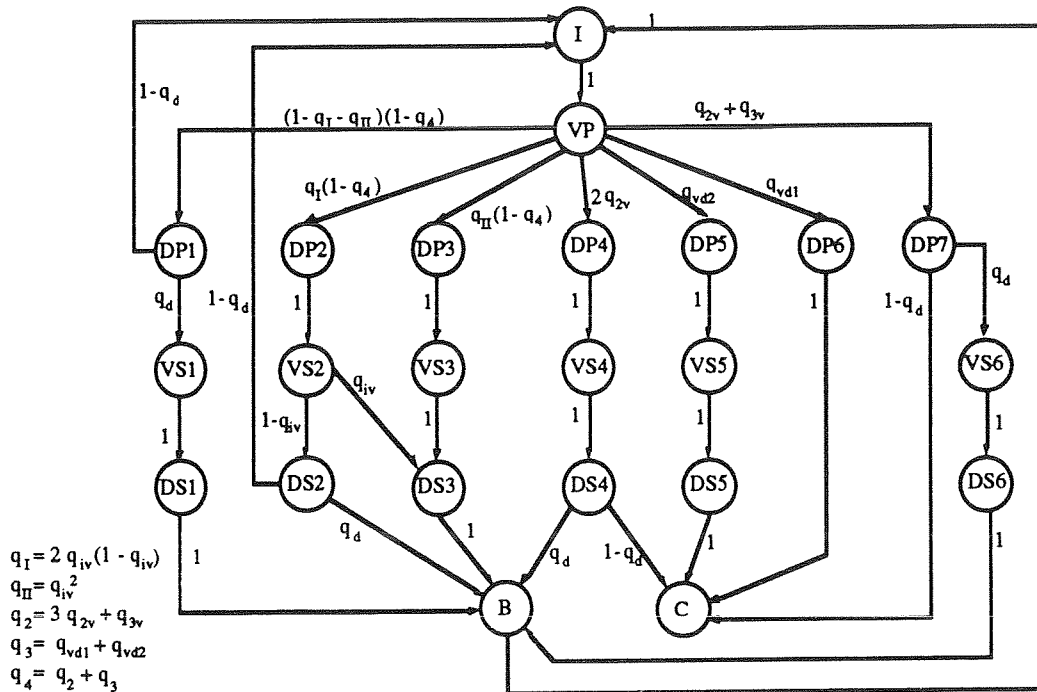 I
1
1
1-q_d
(1-q_I-q_II)(1-q_4)
VP
q_2v + q_3v
q_I(1-q_4)
q_II(1-q_4)
2 q_2v
q_vd2
q_vd1
DP1
DP2
DP3
DP4
DP5
DP6
DP7
q_d
1-q_d
1
1
1
1
1
1-q_d
q_d
VS1
VS2
VS3
VS4
VS5
VS6
q_iv
1
1-q_iv
1
1
1
1
DS1
DS2
DS3
DS4
DS5
DS6
1
q_d
1
q_d
1-q_d
1
1
B
C
q_I = 2 q_iv(1 - q_iv)
q_II = q_iv^2
q_2 = 3 q_2v + q_3v
q_3 = q_vd1 + q_vd2
q_4 = q_2 + q_3